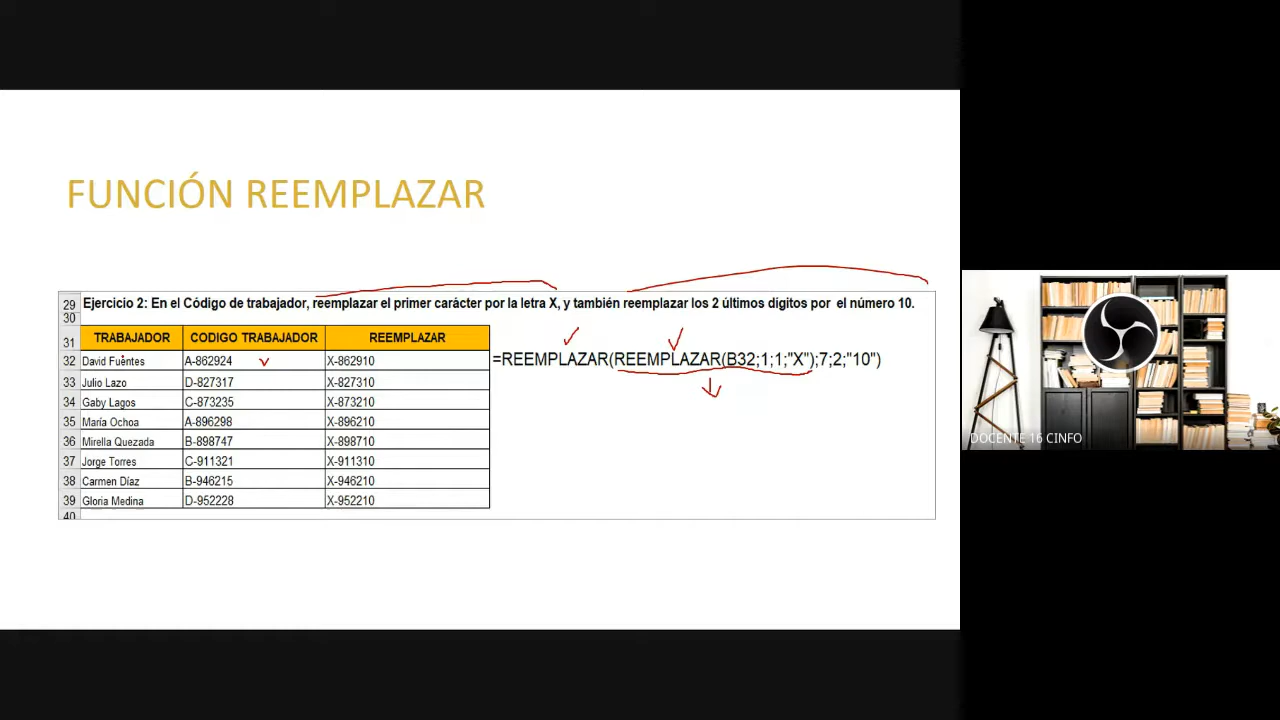 FUNCIÓN REEMPLAZAR
29 Ejercicio 2: En el Código de trabajador, reemplazar el primer carácter por la letra X, y también reemplazar los 2 últimos dígitos por el número 10.
30
31 TRABAJADOR CODIGO TRABAJADOR REEMPLAZAR
32 David Fuentes A-862924 X-862910 =REEMPLAZAR(REEMPLAZAR(B32;1;1;"X");7;2;"10")
33 Julio Lazo D-827317 X-827310
34 Gaby Lagos C-873235 X-873210
35 María Ochoa A-896298 X-896210
36 Mirella Quezada B-898747 X-898710
37 Jorge Torres C-911321 X-911310
38 Carmen Díaz B-946215 X-946210
39 Gloria Medina D-952228 X-952210
40
DOCENTE 16 CINFO